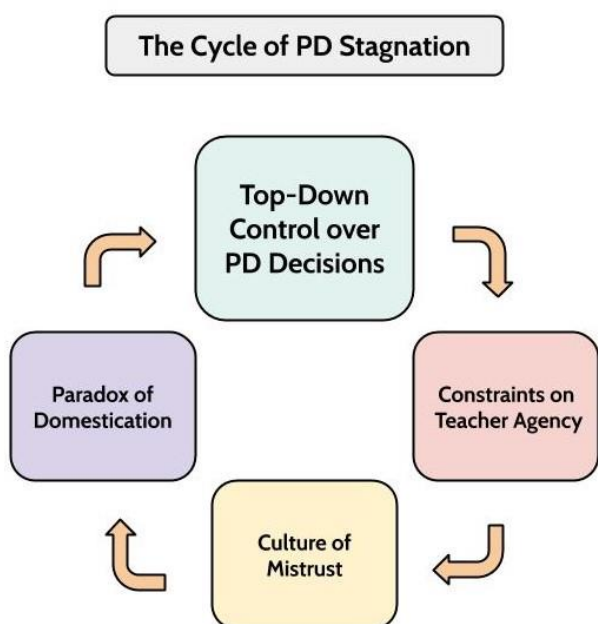 The Cycle of PD Stagnation
Top-Down
Control over
PD Decisions
Constraints on
Teacher Agency
Culture of
Mistrust
Paradox of
Domestication